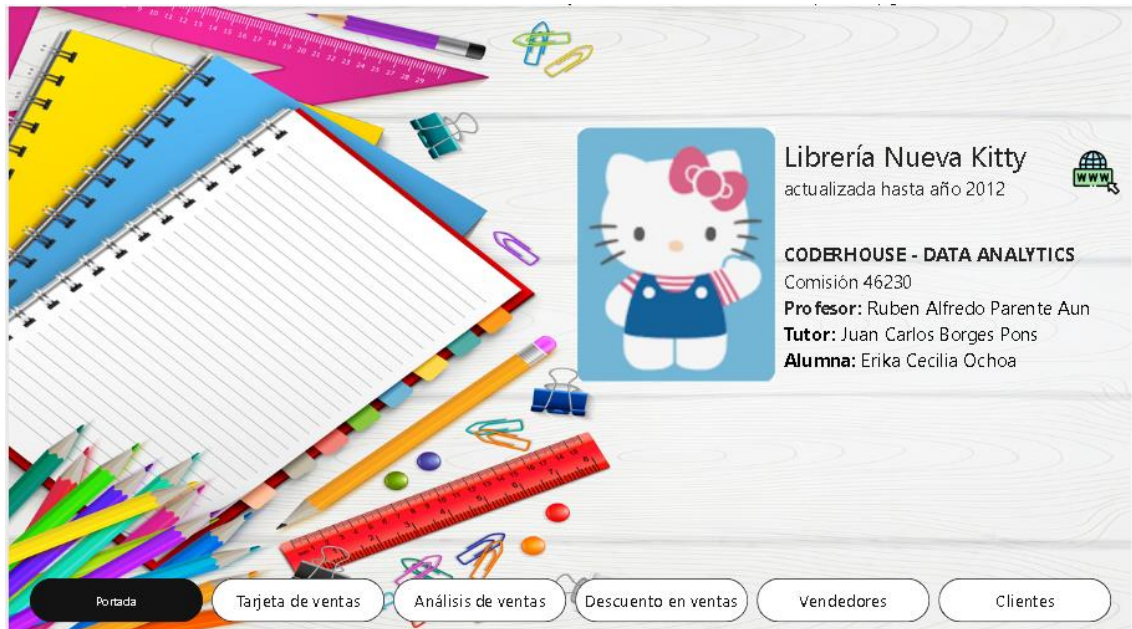 Librería Nueva Kitty
actualizada hasta año 2012
WWW
CODERHOUSE - DATA ANALYTICS
Comisión 46230
Profesor: Ruben Alfredo Parente Aun
Tutor: Juan Carlos Borges Pons
Alumna: Erika Cecilia Ochoa
Portada
Tarjeta de ventas
Análisis de ventas
Descuento en ventas
Vendedores
Clientes